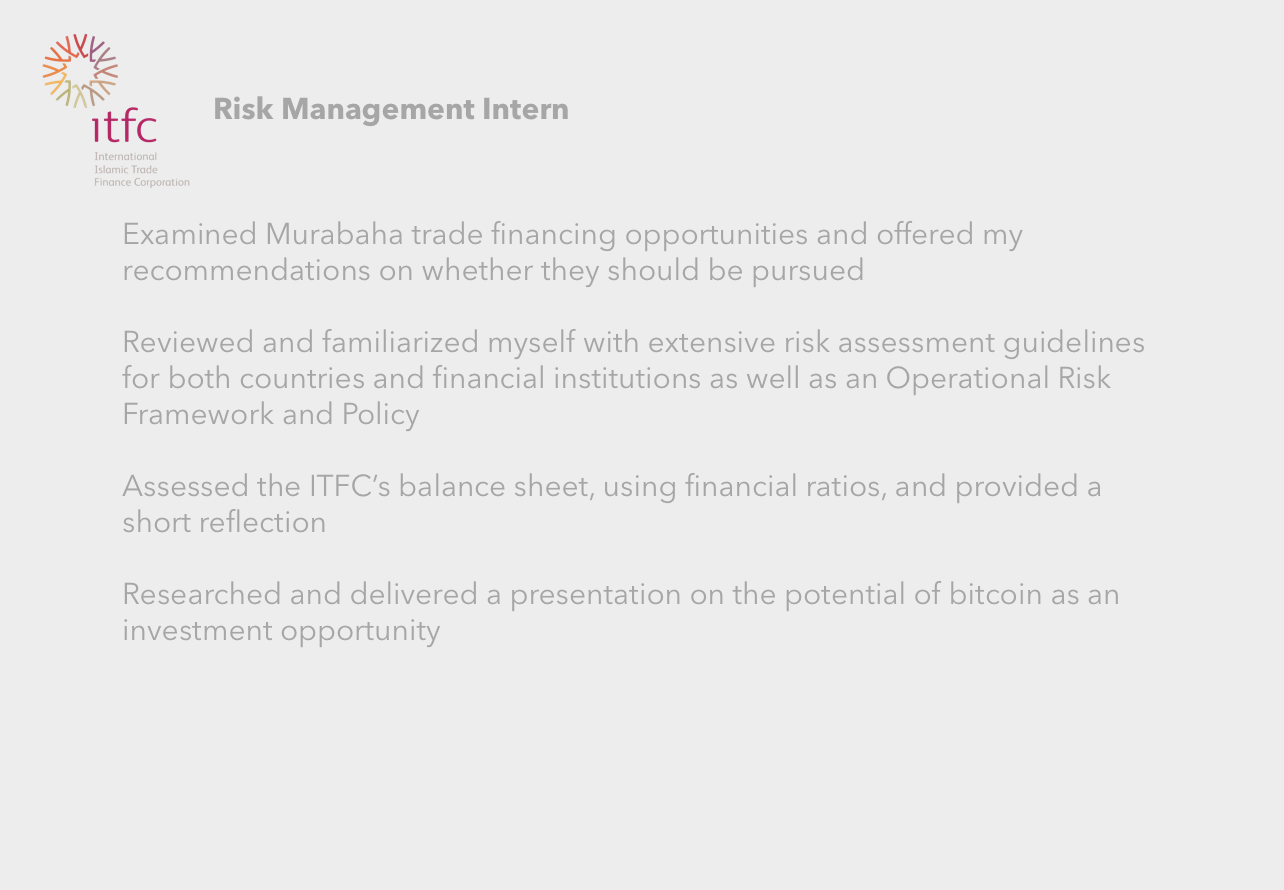 Risk Management Intern
ıtfc
International
Islamic Trade
Finance Corporation
Examined Murabaha trade financing opportunities and offered my
recommendations on whether they should be pursued
Reviewed and familiarized myself with extensive risk assessment guidelines
for both countries and financial institutions as well as an Operational Risk
Framework and Policy
Assessed the ITFC’s balance sheet, using financial ratios, and provided a
short reflection
Researched and delivered a presentation on the potential of bitcoin as an
investment opportunity